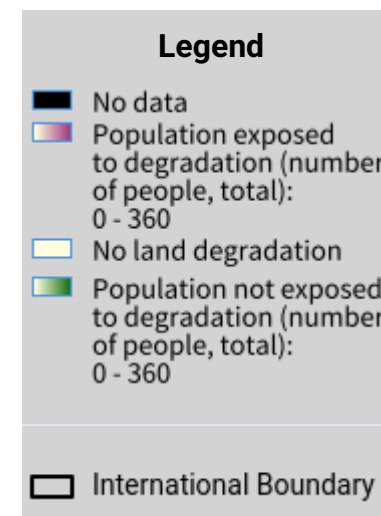 Legend
No data
Population exposed
to degradation (number
of people, total):
0 - 360
No land degradation
Population not exposed
to degradation (number
of people, total):
0 - 360
International Boundary